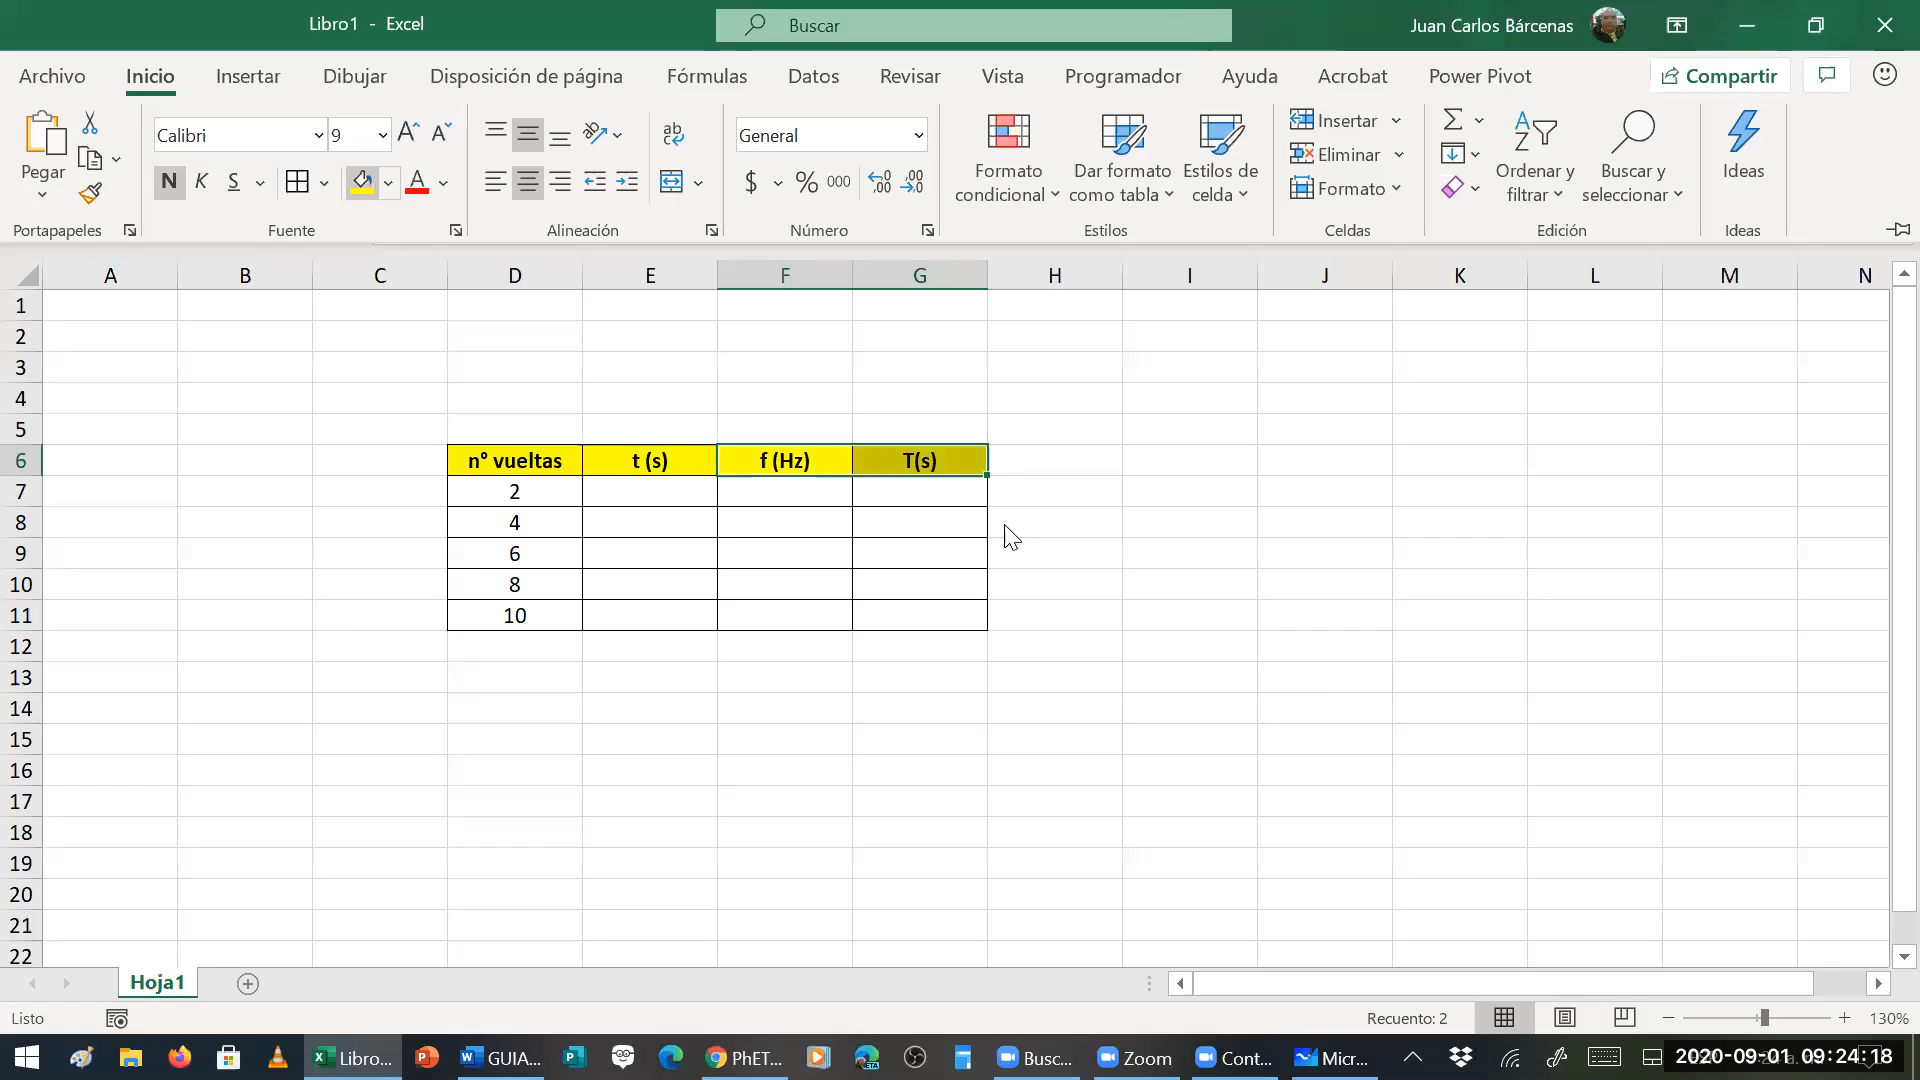 Libro1 - Excel
Buscar
Juan Carlos Bárcenas
Archivo Inicio Insertar Dibujar Disposición de página Fórmulas Datos Revisar Vista Programador Ayuda Acrobat Power Pivot Compartir
Pegar
Calibri 9
N K S
ab
General
$ % 000
Formato condicional
Dar formato como tabla
Estilos de celda
Insertar
Eliminar
Formato
Ordenar y filtrar
Buscar y seleccionar
Ideas
Portapapeles Fuente Alineación Número Estilos Celdas Edición Ideas
A B C D E F G H I J K L M N
1
2
3
4
5
6 n° vueltas t (s) f (Hz) T(s)
7 2
8 4
9 6
10 8
11 10
12
13
14
15
16
17
18
19
20
21
22
Hoja1
Listo Recuento: 2 130%
Libro... GUIA... PhET... Busc... Zoom Cont... Micr... 2020-09-01 09:24:18